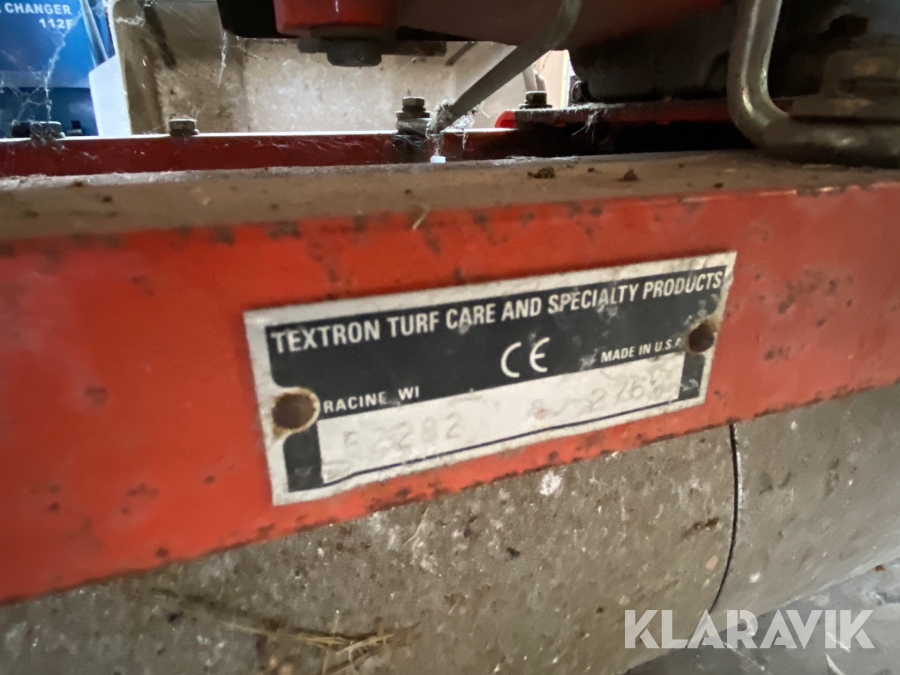 CHANGER
112F
TEXTRON TURF CARE AND SPECIALTY PRODUCTS
CE
MADE IN U.S.A
RACINE, WI
KLARAVIK